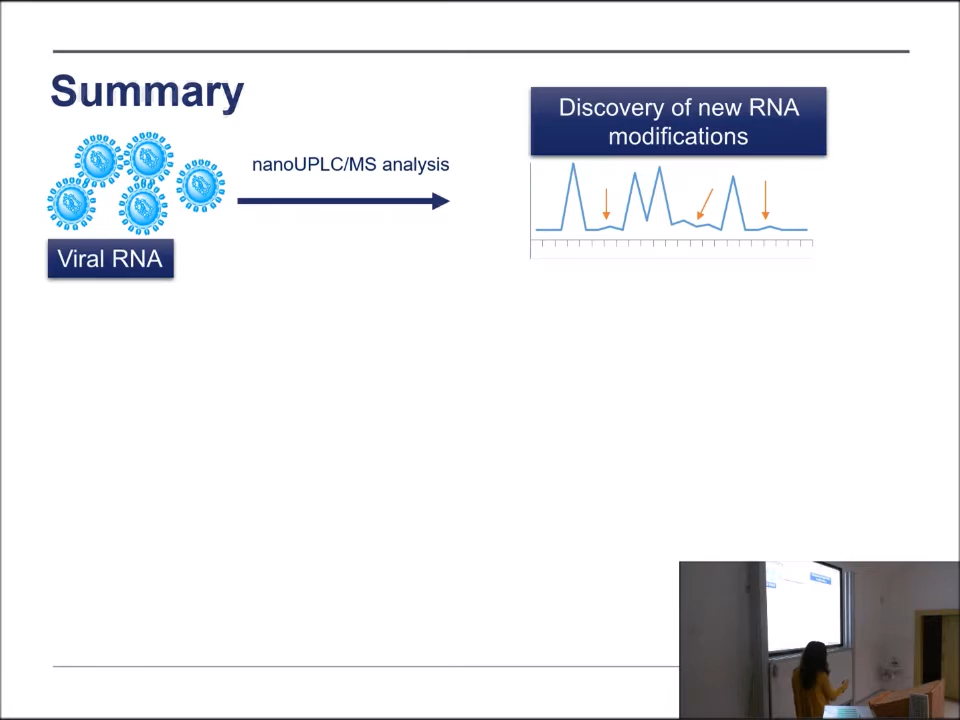 Summary
Discovery of new RNA
modifications
nanoUPLC/MS analysis
Viral RNA